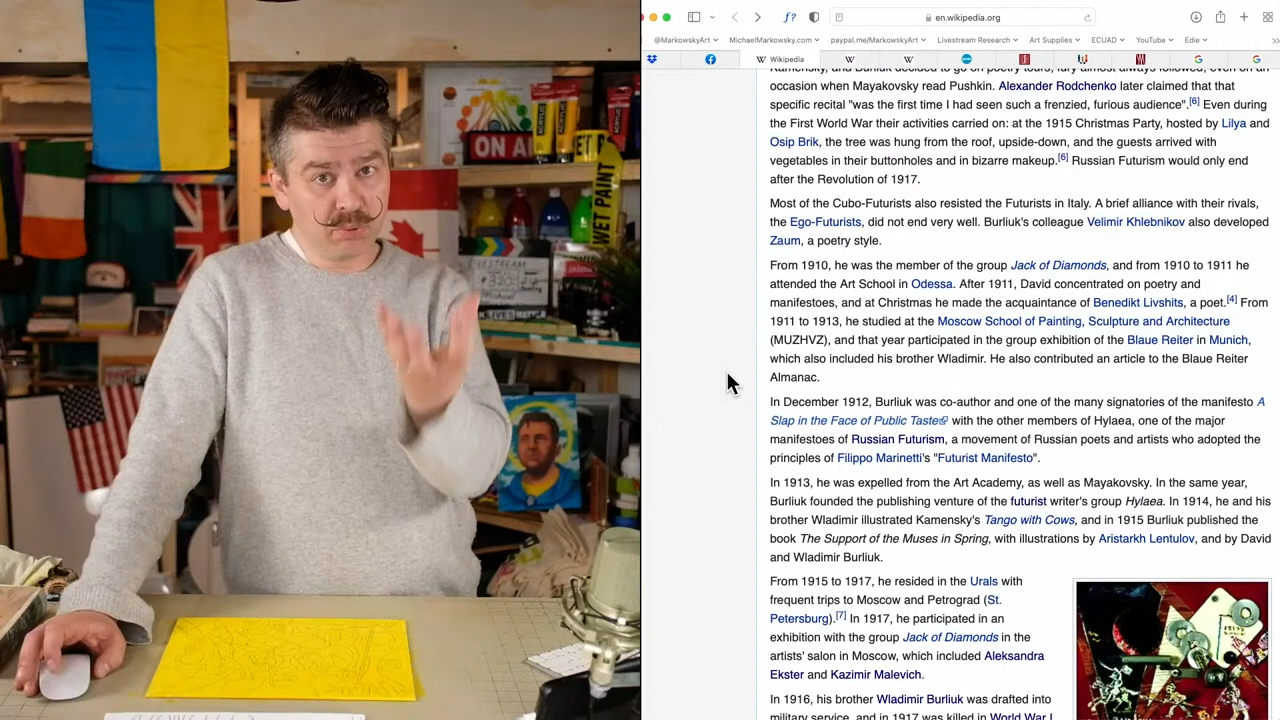 ON AI
WET PAINT
LIVESTREAM
en.wikipedia.org
@MarkowskyArt
MichaelMarkowsky.com
paypal.me/MarkowskyArt
Livestream Research
Art Supplies
ECUAD
YouTube
Edie
Wikipedia
occasion when Mayakovsky read Pushkin. Alexander Rodchenko later claimed that that
specific recital "was the first time I had seen such a frenzied, furious audience".[6] Even during
the First World War their activities carried on: at the 1915 Christmas Party, hosted by Lilya and
Osip Brik, the tree was hung from the roof, upside-down, and the guests arrived with
vegetables in their buttonholes and in bizarre makeup.[6] Russian Futurism would only end
after the Revolution of 1917.
Most of the Cubo-Futurists also resisted the Futurists in Italy. A brief alliance with their rivals,
the Ego-Futurists, did not end very well. Burliuk's colleague Velimir Khlebnikov also developed
Zaum, a poetry style.
From 1910, he was the member of the group Jack of Diamonds, and from 1910 to 1911 he
attended the Art School in Odessa. After 1911, David concentrated on poetry and
manifestoes, and at Christmas he made the acquaintance of Benedikt Livshits, a poet.[4] From
1911 to 1913, he studied at the Moscow School of Painting, Sculpture and Architecture
(MUZHVZ), and that year participated in the group exhibition of the Blaue Reiter in Munich,
which also included his brother Wladimir. He also contributed an article to the Blaue Reiter
Almanac.
In December 1912, Burliuk was co-author and one of the many signatories of the manifesto A
Slap in the Face of Public Taste with the other members of Hylaea, one of the major
manifestoes of Russian Futurism, a movement of Russian poets and artists who adopted the
principles of Filippo Marinetti's "Futurist Manifesto".
In 1913, he was expelled from the Art Academy, as well as Mayakovsky. In the same year,
Burliuk founded the publishing venture of the futurist writer's group Hylaea. In 1914, he and his
brother Wladimir illustrated Kamensky's Tango with Cows, and in 1915 Burliuk published the
book The Support of the Muses in Spring, with illustrations by Aristarkh Lentulov, and by David
and Wladimir Burliuk.
From 1915 to 1917, he resided in the Urals with
frequent trips to Moscow and Petrograd (St.
Petersburg).[7] In 1917, he participated in an
exhibition with the group Jack of Diamonds in the
artists' salon in Moscow, which included Aleksandra
Ekster and Kazimir Malevich.
In 1916, his brother Wladimir Burliuk was drafted into
military service, and in 1917 was killed in World War I